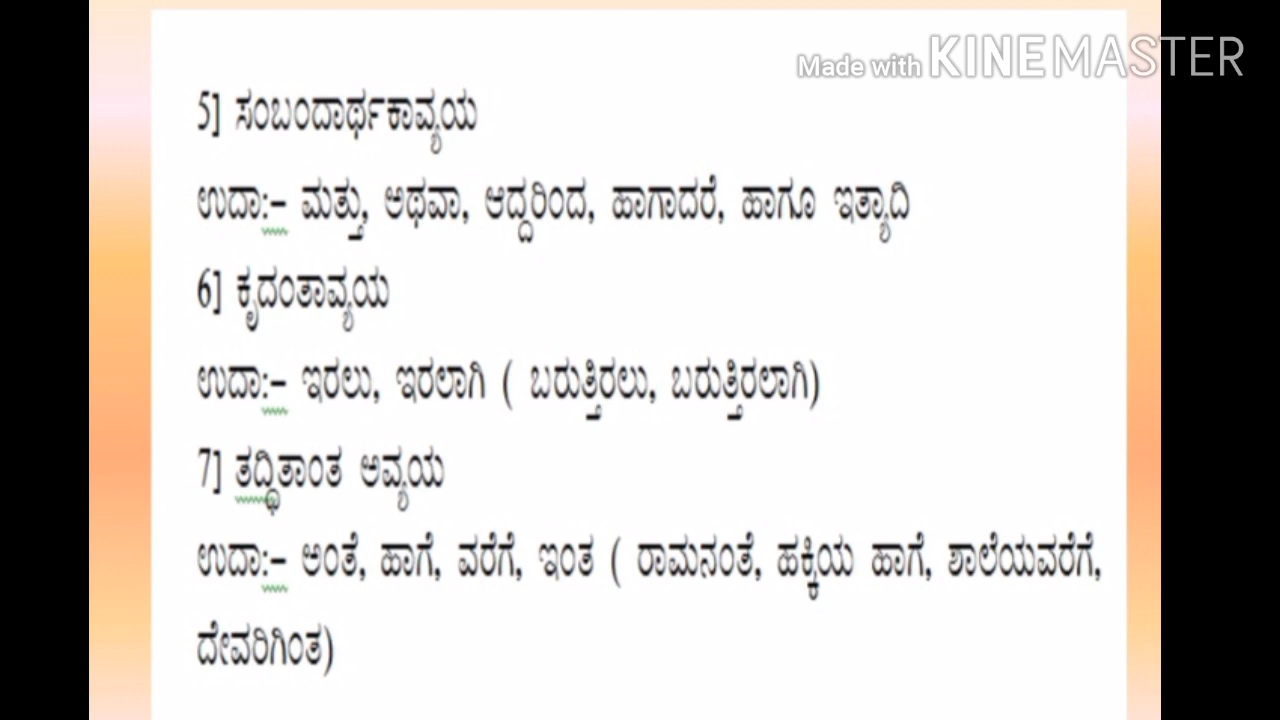 Made with KINEMASTER
5] ಸಂಬಂದಾರ್ಥಕಾವ್ಯಯ
ಉದಾ:- ಮತ್ತು, ಅಥವಾ, ಆದ್ದರಿಂದ, ಹಾಗಾದರೆ, ಹಾಗೂ ಇತ್ಯಾದಿ
6] ಕೃದಂತಾವ್ಯಯ
ಉದಾ:- ಇರಲು, ಇರಲಾಗಿ ( ಬರುತ್ತಿರಲು, ಬರುತ್ತಿರಲಾಗಿ)
7] ತದ್ಧಿತಾಂತ ಅವ್ಯಯ
ಉದಾ:- ಅಂತೆ, ಹಾಗೆ, ವರೆಗೆ, ಇಂತ ( ರಾಮನಂತೆ, ಹಕ್ಕಿಯ ಹಾಗೆ, ಶಾಲೆಯವರೆಗೆ,
ದೇವರಿಗಿಂತ)